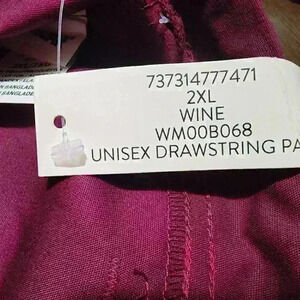 737314777471
2XL
WINE
WM00B068
UNISEX DRAWSTRING PA